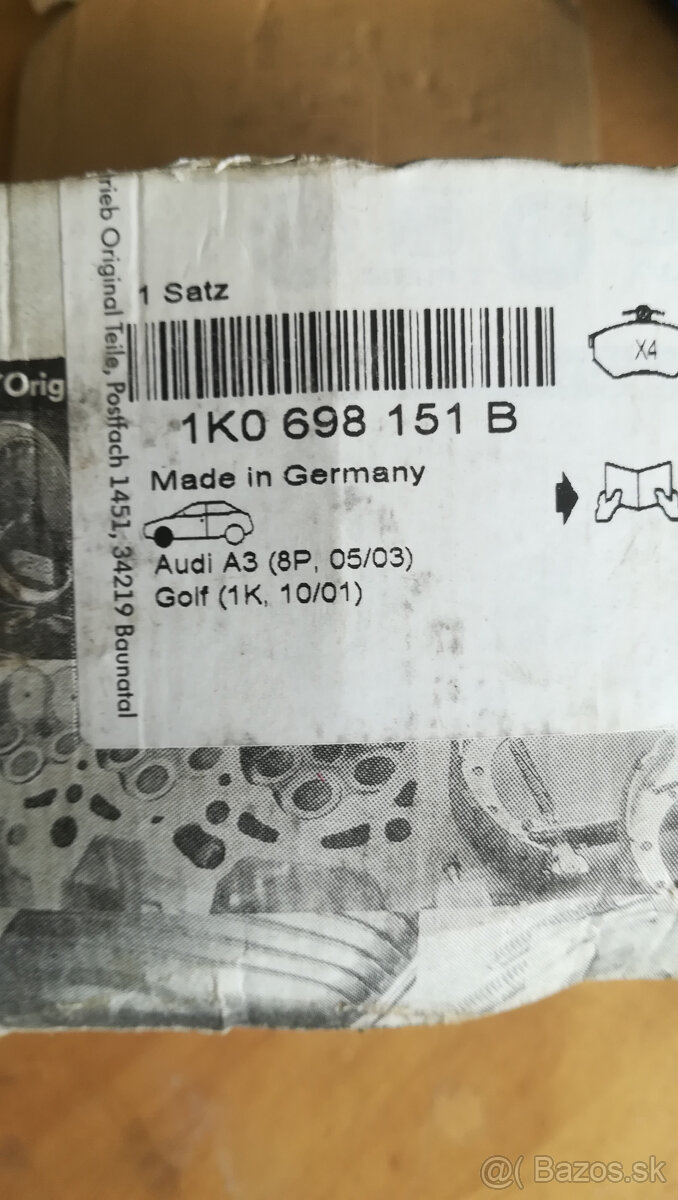 1 Satz
X4
1K0 698 151 B
Made in Germany
Audi A3 (8P, 05/03)
Golf (1K, 10/01)
trieb Original Teile, Postfach 1451, 34219 Baunatal
Orig
@( Bazos.sk